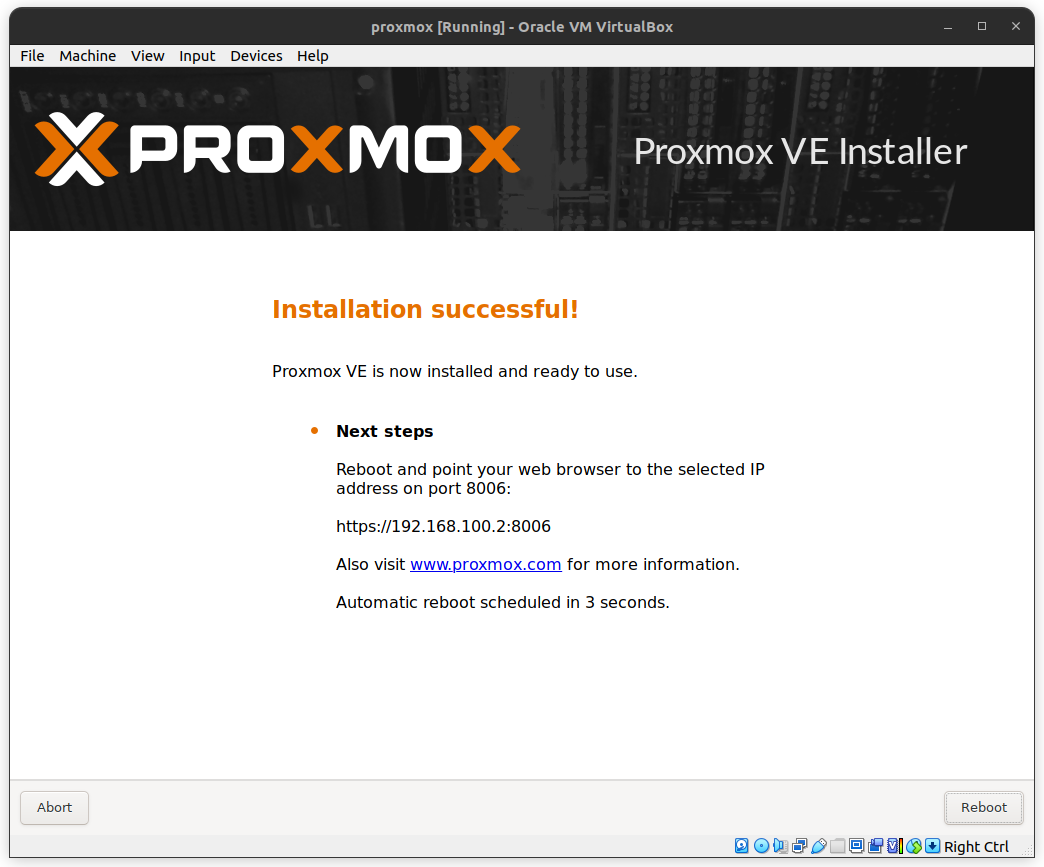 proxmox [Running] - Oracle VM VirtualBox
File Machine View Input Devices Help
PROXMOX
Proxmox VE Installer
Installation successful!
Proxmox VE is now installed and ready to use.
Next steps
Reboot and point your web browser to the selected IP
address on port 8006:
https://192.168.100.2:8006
Also visit www.proxmox.com for more information.
Automatic reboot scheduled in 3 seconds.
Abort
Reboot
Right Ctrl